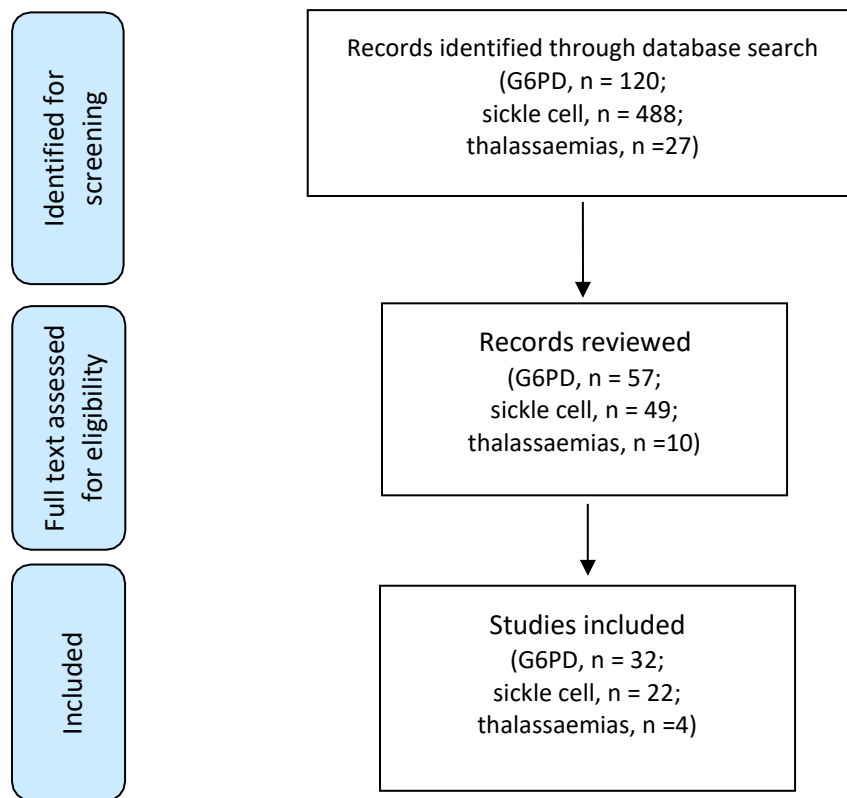 Identified for
screening
Records identified through database search
(G6PD, n = 120;
sickle cell, n = 488;
thalassaemias, n =27)
Full text assessed
for eligibility
Records reviewed
(G6PD, n = 57;
sickle cell, n = 49;
thalassaemias, n =10)
Included
Studies included
(G6PD, n = 32;
sickle cell, n = 22;
thalassaemias, n =4)